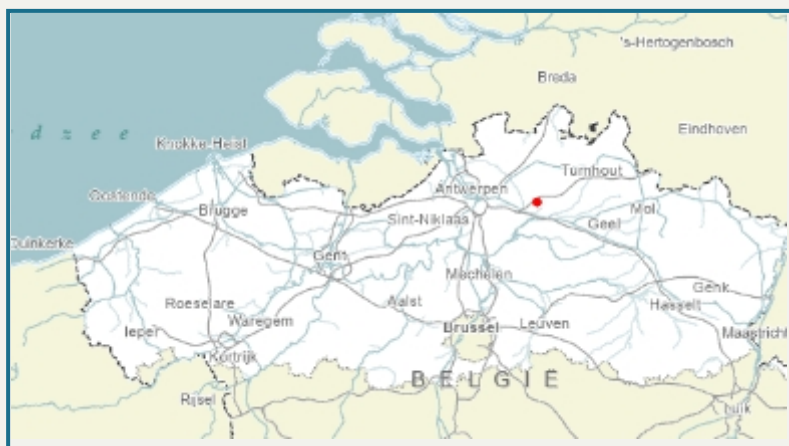 's-Hertogenbosch
Breda
Eindhoven
dzee
Knokke-Heist
Turnhout
Antwerpen
Oostende
Mol
Brugge
Sint-Niklaas
Geel
Duinkerke
Gent
Mechelen
Genk
Roeselare
Aalst
Hasselt
Ieper
Waregem
Brussel
Leuven
Maastricht
Kortrijk
BELGIË
Rijsel
Luik